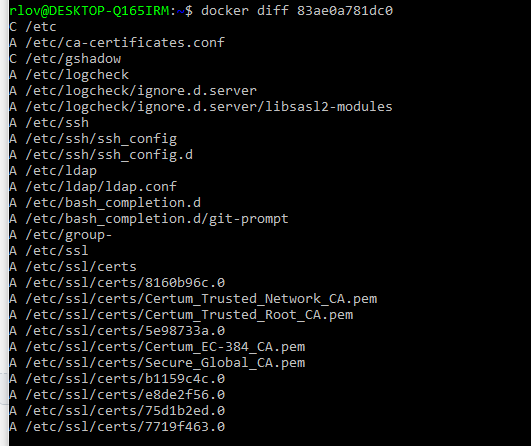 rlov@DESKTOP-Q165IRM:~$ docker diff 83ae0a781dc0
C /etc
A /etc/ca-certificates.conf
C /etc/gshadow
A /etc/logcheck
A /etc/logcheck/ignore.d.server
A /etc/logcheck/ignore.d.server/libsasl2-modules
A /etc/ssh
A /etc/ssh/ssh_config
A /etc/ssh/ssh_config.d
A /etc/ldap
A /etc/ldap/ldap.conf
A /etc/bash_completion.d
A /etc/bash_completion.d/git-prompt
A /etc/group-
A /etc/ssl
A /etc/ssl/certs
A /etc/ssl/certs/8160b96c.0
A /etc/ssl/certs/Certum_Trusted_Network_CA.pem
A /etc/ssl/certs/Certum_Trusted_Root_CA.pem
A /etc/ssl/certs/5e98733a.0
A /etc/ssl/certs/Certum_EC-384_CA.pem
A /etc/ssl/certs/Secure_Global_CA.pem
A /etc/ssl/certs/b1159c4c.0
A /etc/ssl/certs/e8de2f56.0
A /etc/ssl/certs/75d1b2ed.0
A /etc/ssl/certs/7719f463.0